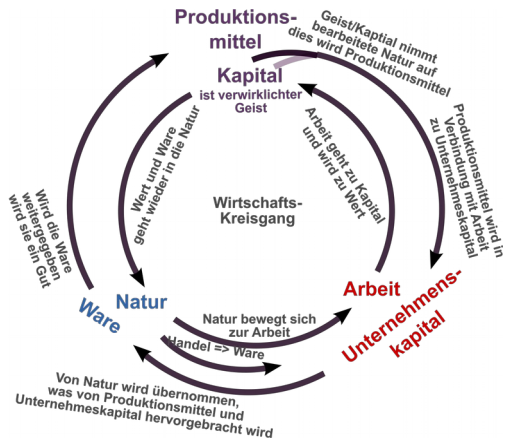 Produktions-
mittel
Kapital
ist verwirklichter
Geist
Geist/Kaptial nimmt
bearbeitete Natur auf
dies wird Produktionsmittel
Produktionsmittel wird in
Verbindung mit Arbeit
zu Unternehmeskapital
Arbeit geht zu Kapital
und wird zu Wert
Wert und Ware
geht wieder in die Natur
Wirtschafts-
Kreisgang
Wird die Ware
weitergegeben
wird sie ein Gut
Natur
Ware
Arbeit
Unternehmens-
kapital
Natur bewegt sich
zur Arbeit
Handel => Ware
Von Natur wird übernommen,
was von Produktionsmittel und
Unternehmeskapital hervorgebracht wird